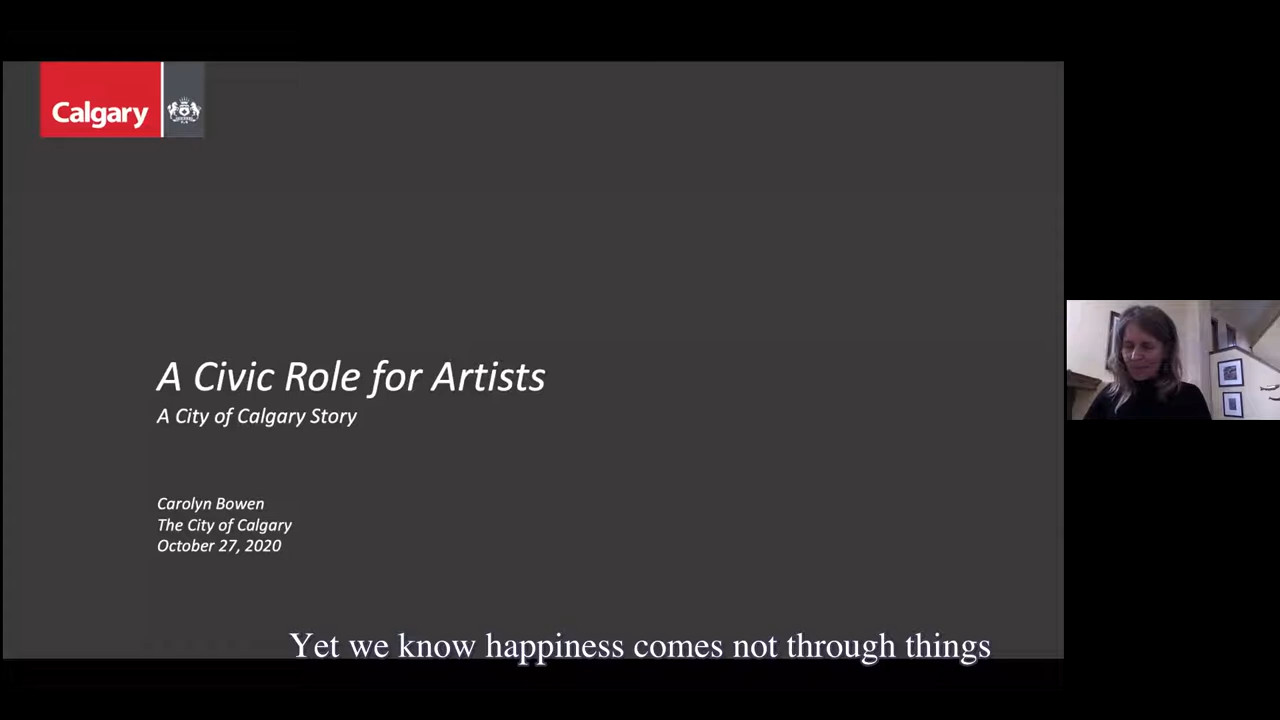 Calgary
A Civic Role for Artists
A City of Calgary Story
Carolyn Bowen
The City of Calgary
October 27, 2020
Yet we know happiness comes not through things